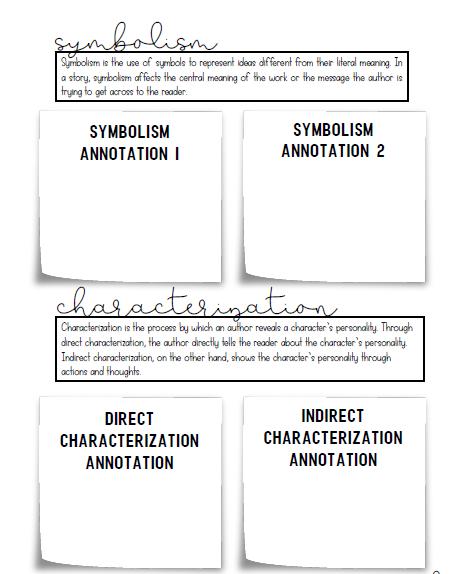 symbolism
Symbolism is the use of symbols to represent ideas different from their literal meaning. In
a story, symbolism affects the central meaning of the work or the message the author is
trying to get across to the reader.
SYMBOLISM
ANNOTATION 1
SYMBOLISM
ANNOTATION 2
characterization
Characterization is the process by which an author reveals a character's personality. Through
direct characterization, the author directly tells the reader about the character's personality.
Indirect characterization, on the other hand, shows the character's personality through
actions and thoughts.
DIRECT
CHARACTERIZATION
ANNOTATION
INDIRECT
CHARACTERIZATION
ANNOTATION